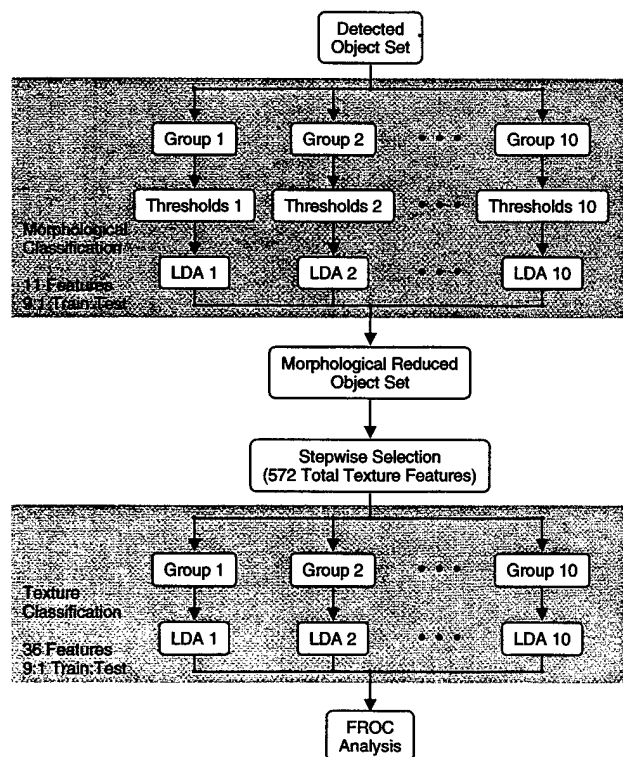 Detected
Object Set
Group 1
Group 2
• • •
Group 10
Thresholds 1
Thresholds 2
• • •
Thresholds 10
Morphological
Classification
LDA 1
LDA 2
• • •
LDA 10
11 Features
9:1 Train:Test
Morphological Reduced
Object Set
Stepwise Selection
(572 Total Texture Features)
Group 1
Group 2
• • •
Group 10
Texture
Classification
LDA 1
LDA 2
• • •
LDA 10
36 Features
9:1 Train:Test
FROC
Analysis